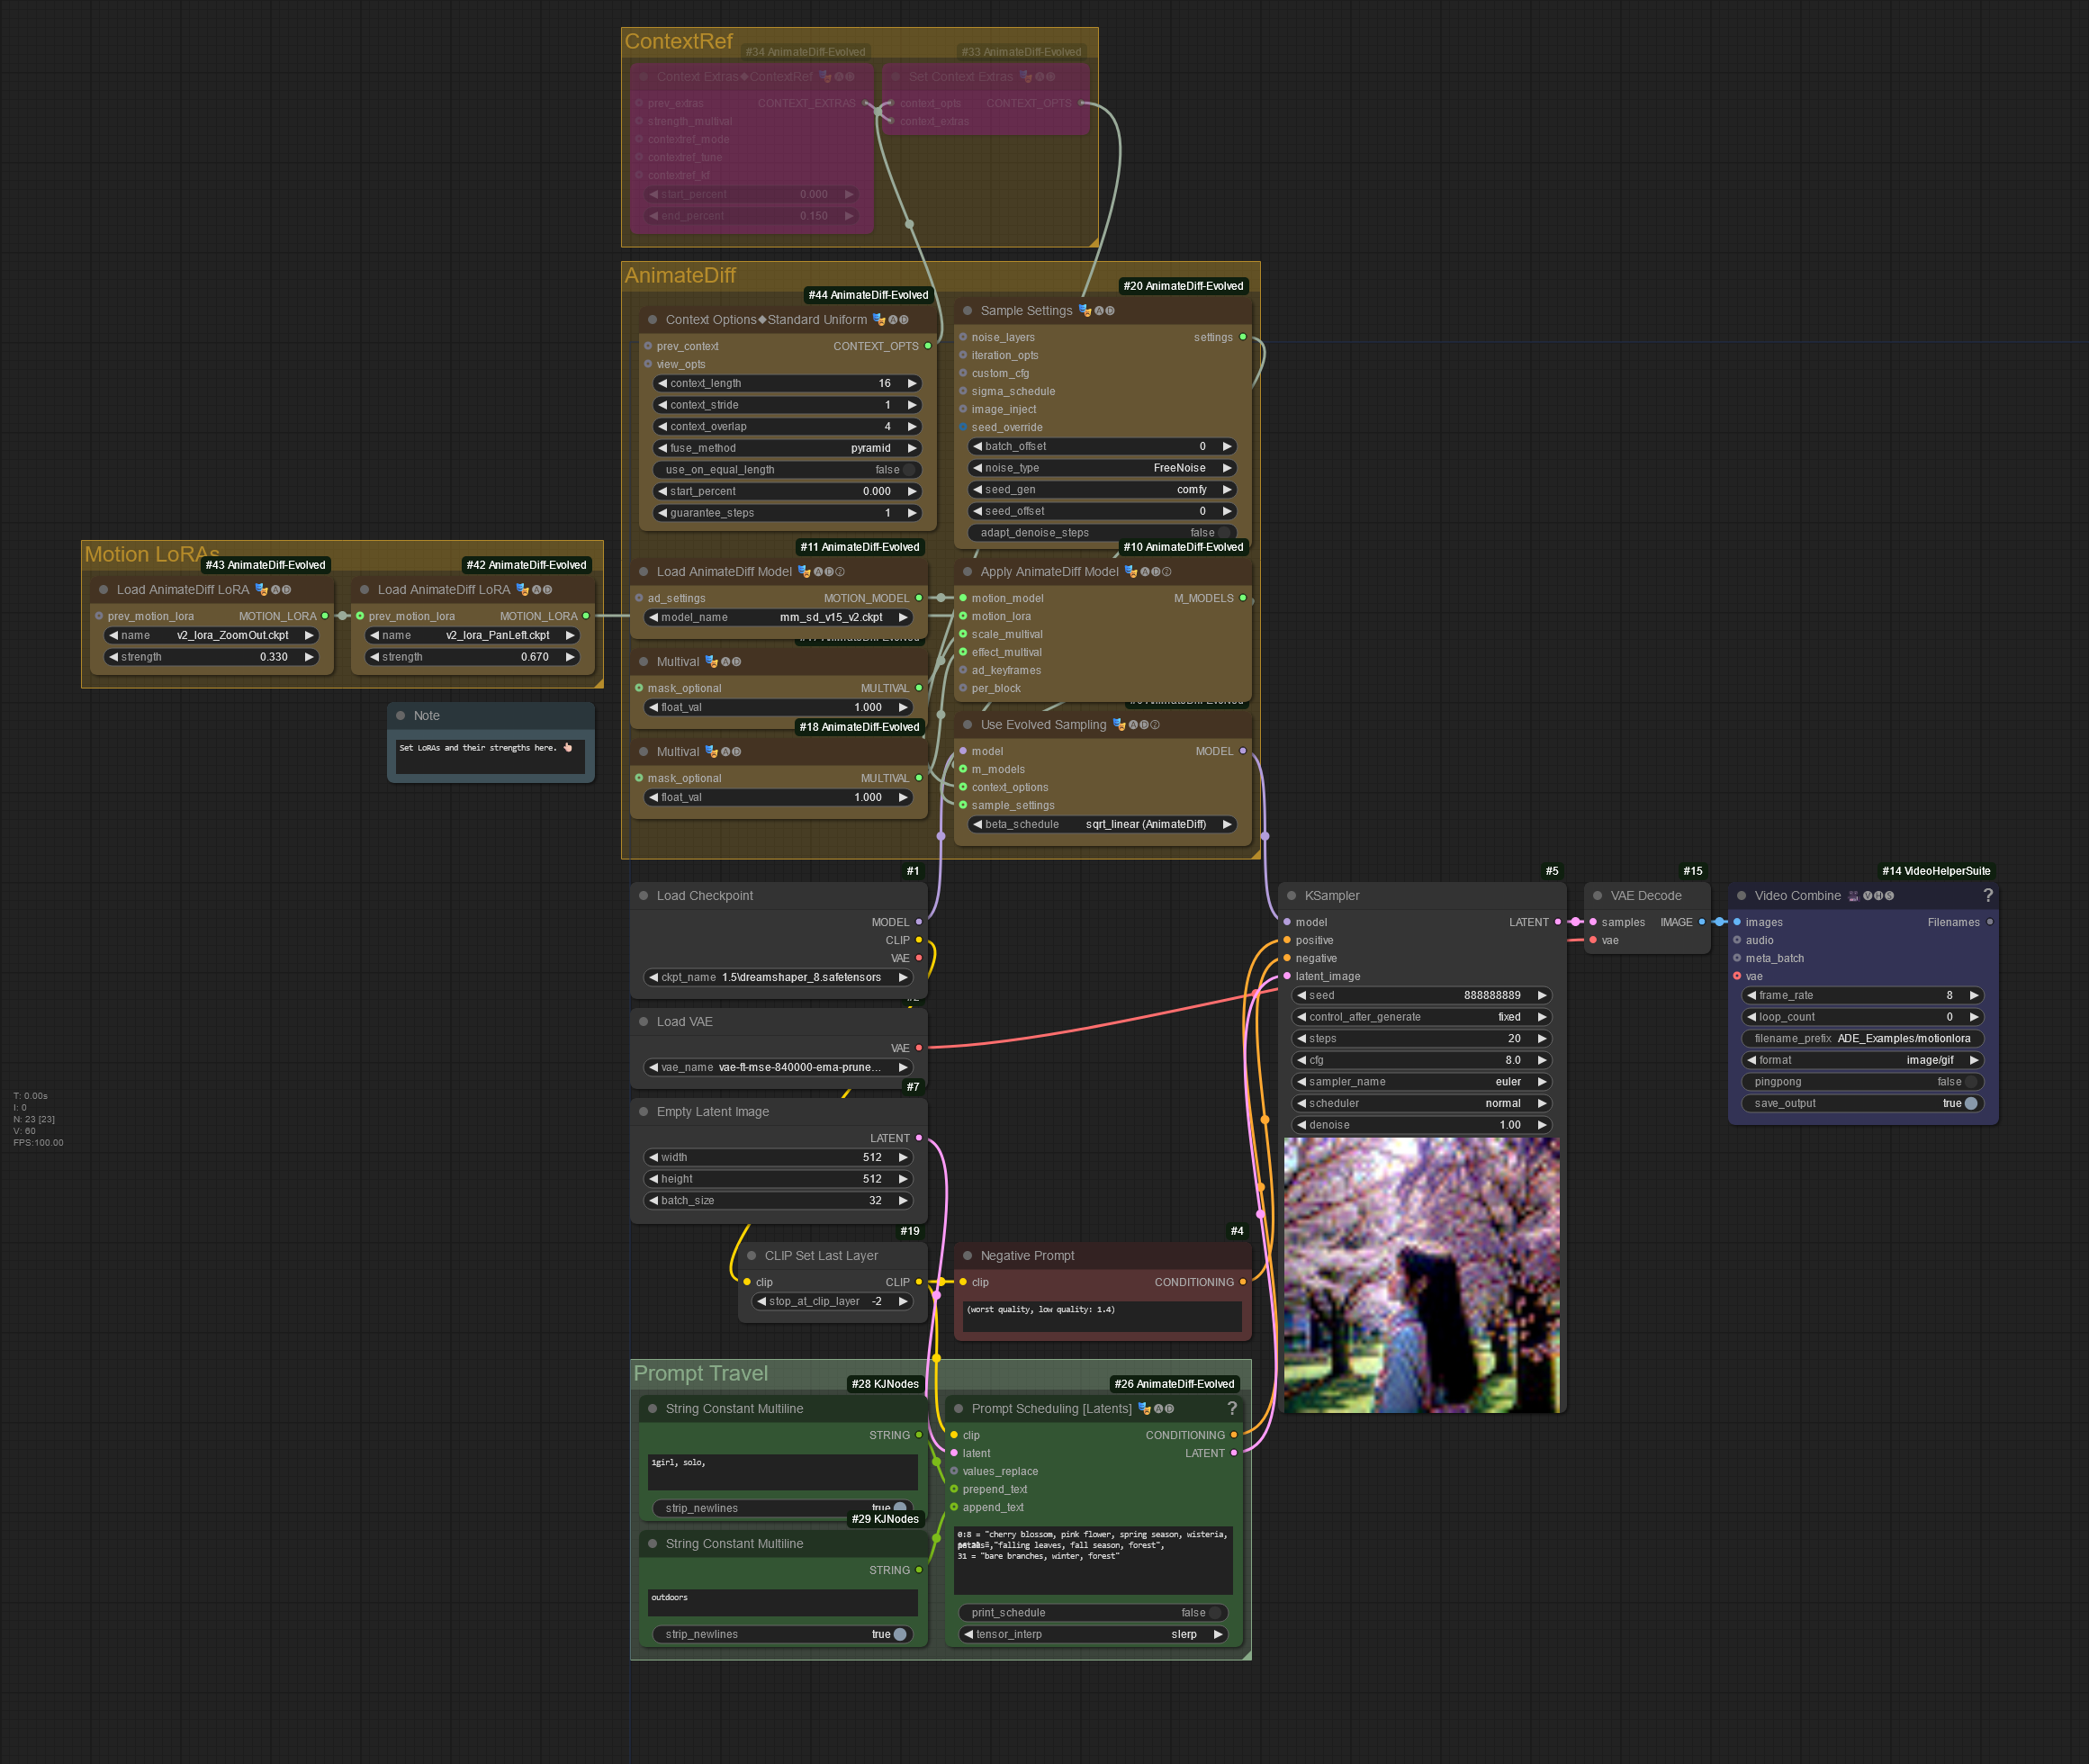 ContextRef
#34 AnimateDiff-Evolved
#33 AnimateDiff-Evolved
Context Extras◆ContextRef 🎭🅐🅓
Set Context Extras 🎭🅐🅓
prev_extras CONTEXT_EXTRAS
context_opts CONTEXT_OPTS
strength_multival
context_extras
contextref_mode
contextref_tune
contextref_kf
start_percent 0.000
end_percent 0.150
AnimateDiff
#44 AnimateDiff-Evolved
#20 AnimateDiff-Evolved
Context Options◆Standard Uniform 🎭🅐🅓
prev_context CONTEXT_OPTS
view_opts
context_length 16
context_stride 1
context_overlap 4
fuse_method pyramid
use_on_equal_length false
start_percent 0.000
guarantee_steps 1
Sample Settings 🎭🅐🅓
noise_layers settings
iteration_opts
custom_cfg
sigma_schedule
image_inject
seed_override
batch_offset 0
noise_type FreeNoise
seed_gen comfy
seed_offset 0
adapt_denoise_steps false
Motion LoRAs
#43 AnimateDiff-Evolved
#42 AnimateDiff-Evolved
Load AnimateDiff LoRA 🎭🅐🅓
prev_motion_lora MOTION_LORA
name v2_lora_ZoomOut.ckpt
strength 0.330
Load AnimateDiff LoRA 🎭🅐🅓
prev_motion_lora MOTION_LORA
name v2_lora_PanLeft.ckpt
strength 0.670
Note
Set LoRAs and their strengths here. 👆🏻
#11 AnimateDiff-Evolved
Load AnimateDiff Model 🎭🅐🅓②
ad_settings MOTION_MODEL
model_name mm_sd_v15_v2.ckpt
Multival 🎭🅐🅓
mask_optional MULTIVAL
float_val 1.000
#18 AnimateDiff-Evolved
Multival 🎭🅐🅓
mask_optional MULTIVAL
float_val 1.000
#10 AnimateDiff-Evolved
Apply AnimateDiff Model 🎭🅐🅓②
motion_model M_MODELS
motion_lora
scale_multival
effect_multival
ad_keyframes
per_block
Use Evolved Sampling 🎭🅐🅓②
model MODEL
m_models
context_options
sample_settings
beta_schedule sqrt_linear (AnimateDiff)
#1
Load Checkpoint
MODEL
CLIP
VAE
ckpt_name 1.5\dreamshaper_8.safetensors
Load VAE
VAE
vae_name vae-ft-mse-840000-ema-prune...
#7
Empty Latent Image
LATENT
width 512
height 512
batch_size 32
#19
CLIP Set Last Layer
clip CLIP
stop_at_clip_layer -2
#4
Negative Prompt
clip CONDITIONING
(worst quality, low quality: 1.4)
#5
KSampler
model LATENT
positive
negative
latent_image
seed 888888889
control_after_generate fixed
steps 20
cfg 8.0
sampler_name euler
scheduler normal
denoise 1.00
#15
VAE Decode
samples IMAGE
vae
#14 VideoHelperSuite
Video Combine 🎥🅥🅗🅢 ?
images Filenames
audio
meta_batch
vae
frame_rate 8
loop_count 0
filename_prefix ADE_Examples/motionlora
format image/gif
pingpong false
save_output true
T: 0.00s
I: 0
N: 23 [23]
V: 60
FPS:100.00
Prompt Travel
#28 KJNodes
String Constant Multiline
STRING
1girl, solo,
strip_newlines true
#29 KJNodes
String Constant Multiline
STRING
outdoors
strip_newlines true
#26 AnimateDiff-Evolved
Prompt Scheduling [Latents] 🎭🅐🅓 ?
clip CONDITIONING
latent LATENT
values_replace
prepend_text
append_text
0:8 = "cherry blossom, pink flower, spring season, wisteria,
"falling leaves, fall season, forest",
31 = "bare branches, winter, forest"
print_schedule false
tensor_interp slerp